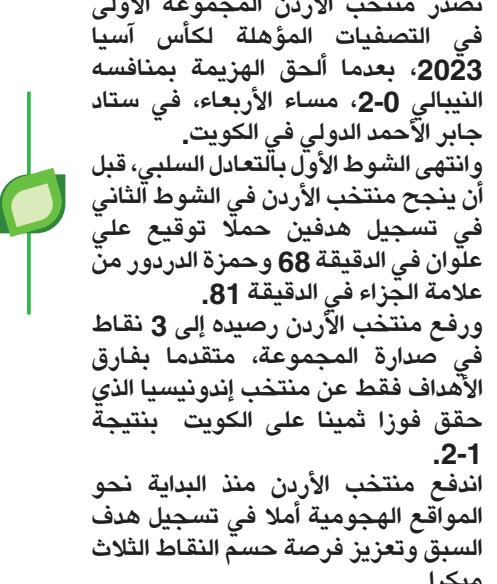 تصدر منتخب الأردن المجموعة الأولى
في التصفيات المؤهلة لكأس آسيا
2023، بعدما ألحق الهزيمة بمنافسه
النيبالي 0-2، مساء الأربعاء، في ستاد
جابر الأحمد الدولي في الكويت.
وانتهى الشوط الأول بالتعادل السلبي، قبل
أن ينجح منتخب الأردن في الشوط الثاني
في تسجيل هدفين حملا توقيع علي
علوان في الدقيقة 68 وحمزة الدردور من
علامة الجزاء في الدقيقة 81.
ورفع منتخب الأردن رصيده إلى 3 نقاط
في صدارة المجموعة، متقدما بفارق
الأهداف فقط عن منتخب إندونيسيا الذي
حقق فوزا ثمينا على الكويت بنتيجة
1-2.
اندفع منتخب الأردن منذ البداية نحو
المواقع الهجومية أملا في تسجيل هدف
السبق وتعزيز فرصة حسم النقاط الثلاث
مبكرا